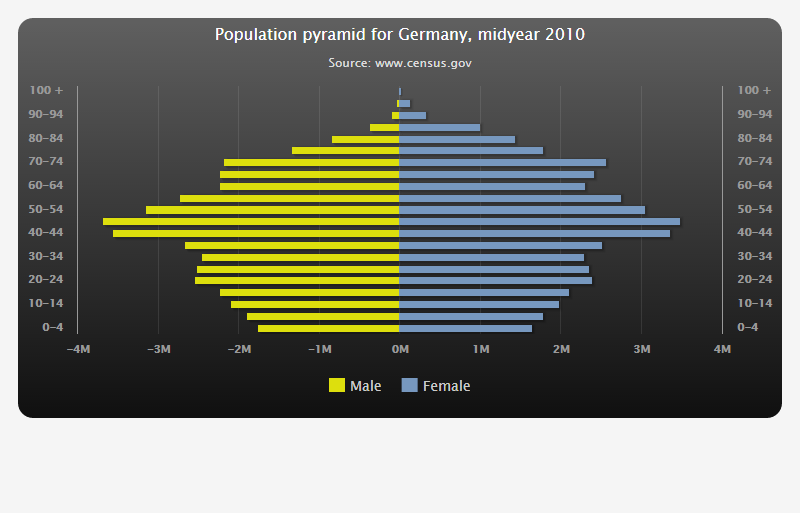 Population pyramid for Germany, midyear 2010
Source: www.census.gov
100 + 100 +
90–94 90–94
80–84 80–84
70–74 70–74
60–64 60–64
50–54 50–54
40–44 40–44
30–34 30–34
20–24 20–24
10–14 10–14
0–4 0–4
−4M −3M −2M −1M 0M 1M 2M 3M 4M
Male Female